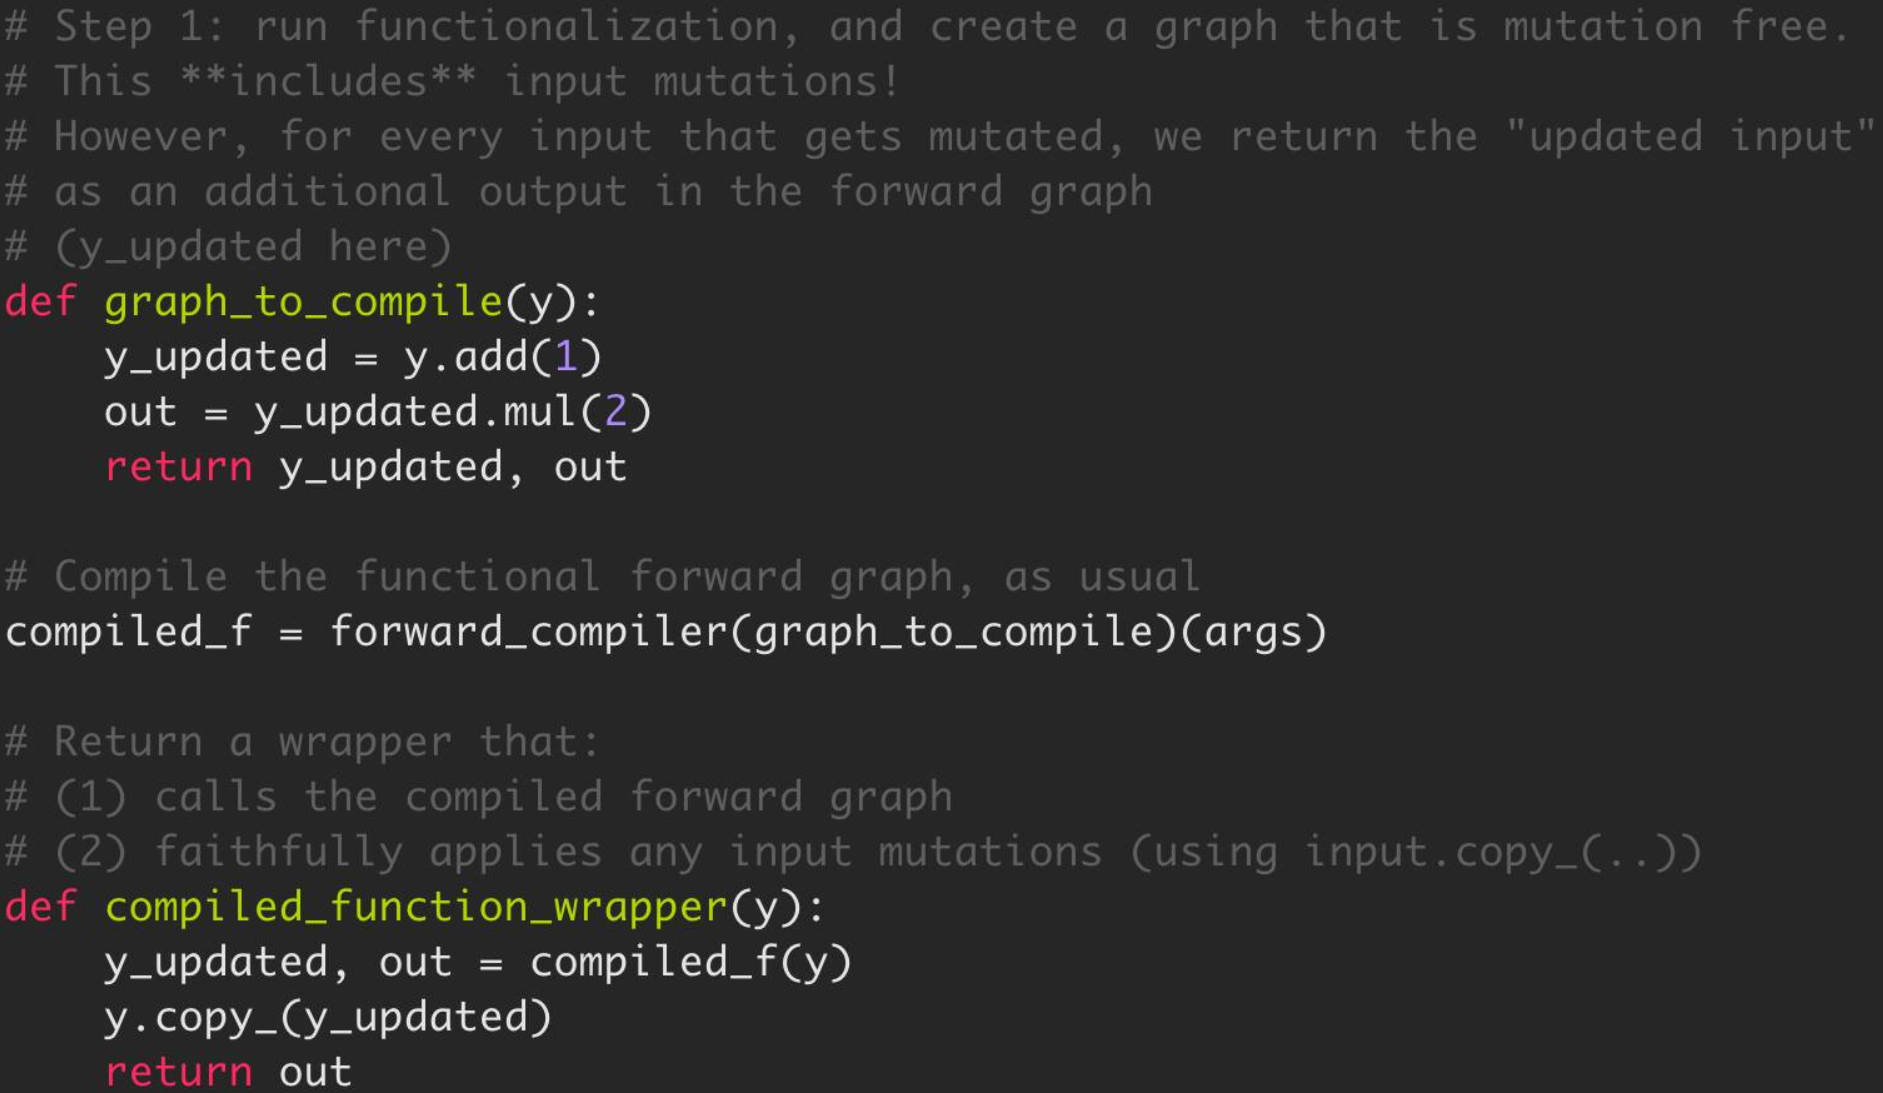 # Step 1: run functionalization, and create a graph that is mutation free.
# This **includes** input mutations!
# However, for every input that gets mutated, we return the "updated input"
# as an additional output in the forward graph
# (y_updated here)
def graph_to_compile(y):
    y_updated = y.add(1)
    out = y_updated.mul(2)
    return y_updated, out

# Compile the functional forward graph, as usual
compiled_f = forward_compiler(graph_to_compile)(args)

# Return a wrapper that:
# (1) calls the compiled forward graph
# (2) faithfully applies any input mutations (using input.copy_(..))
def compiled_function_wrapper(y):
    y_updated, out = compiled_f(y)
    y.copy_(y_updated)
    return out